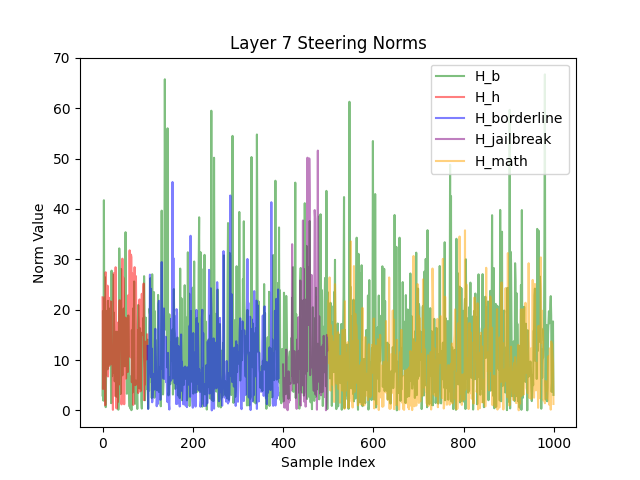 Layer 7 Steering Norms
Norm Value
70
60
50
40
30
20
10
0
H_b
H_h
H_borderline
H_jailbreak
H_math
0 200 400 600 800 1000
Sample Index